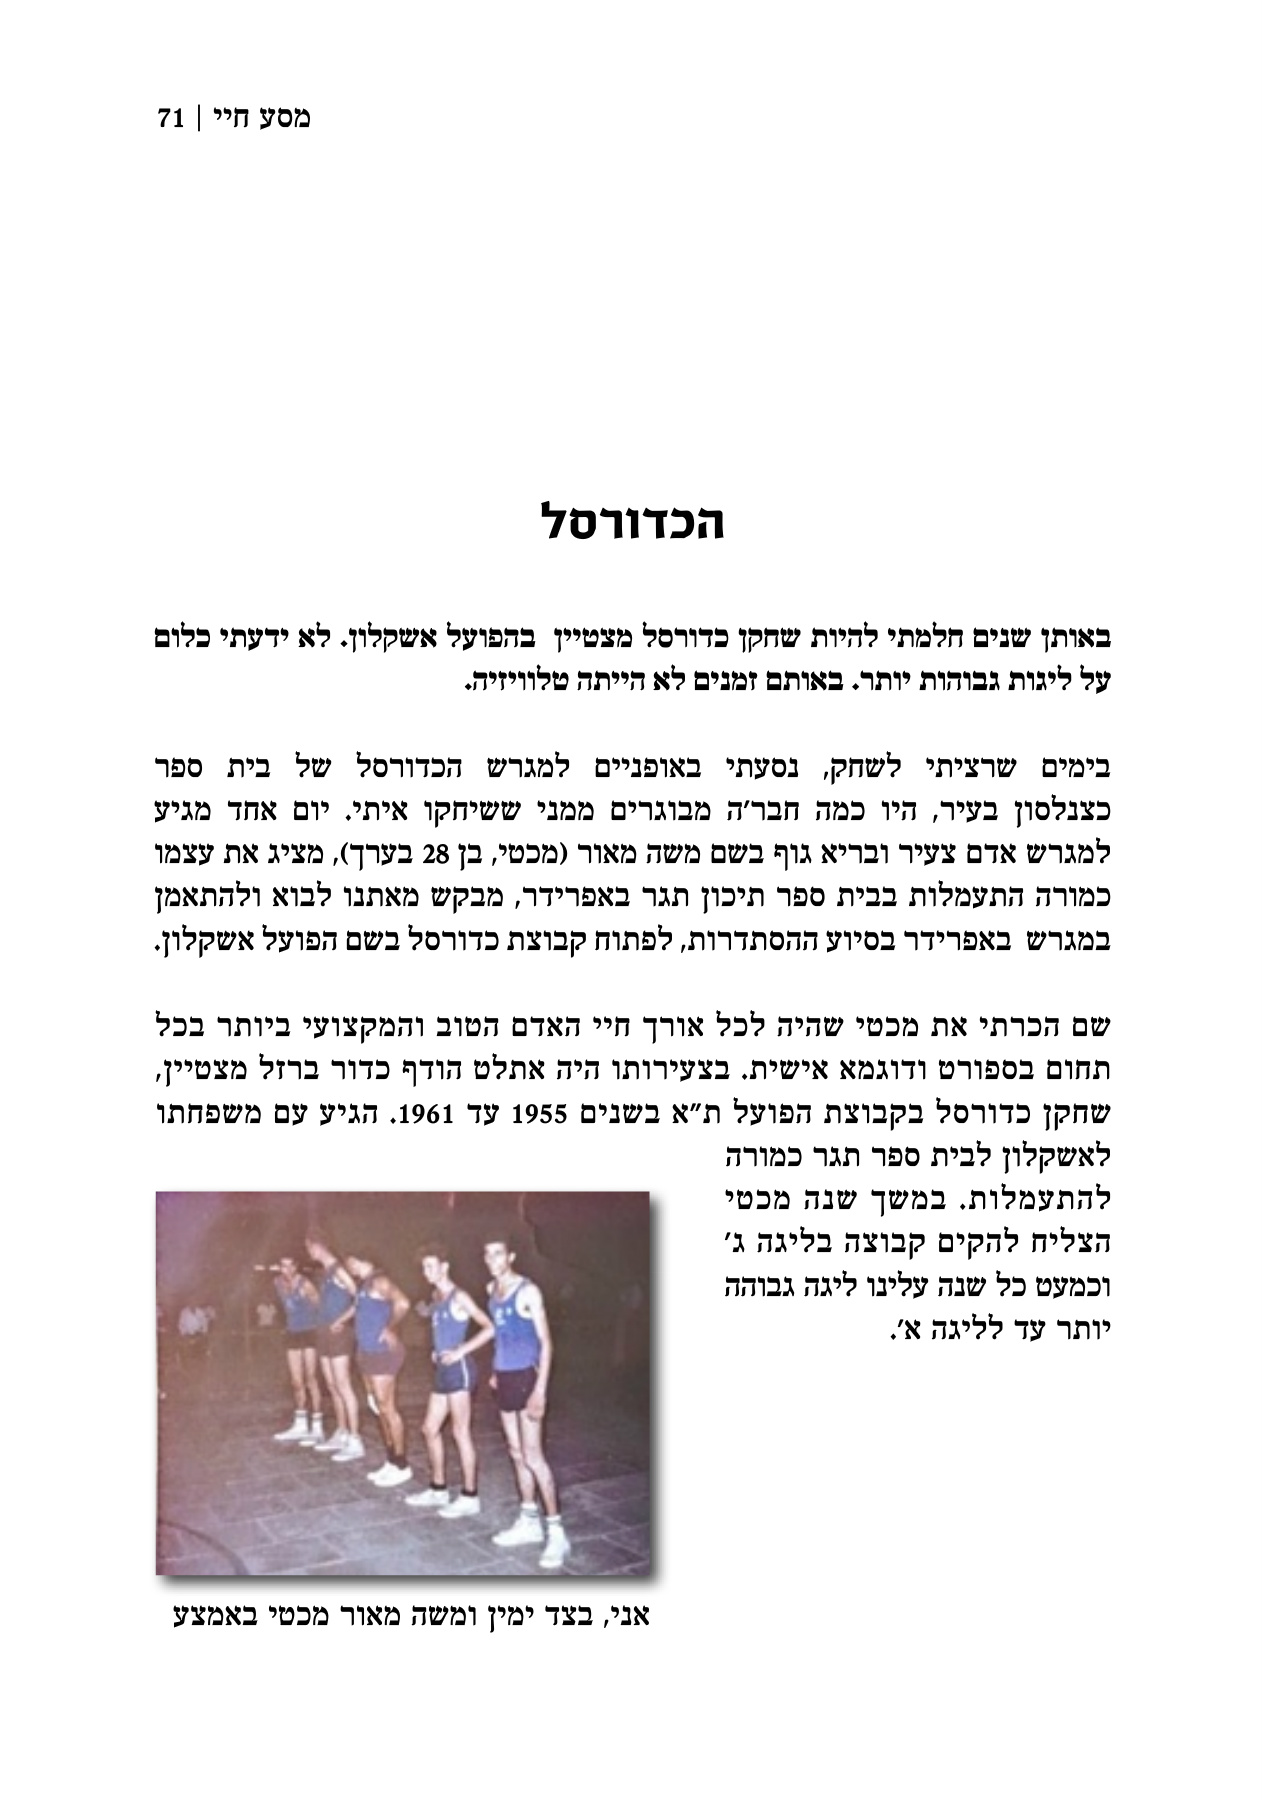 מסע חיי | 71
הכדורסל
באותן שנים חלמתי להיות שחקן כדורסל מצטיין בהפועל אשקלון. לא ידעתי כלום
על ליגות גבוהות יותר. באותם זמנים לא הייתה טלוויזיה.
בימים שרציתי לשחק, נסעתי באופניים למגרש הכדורסל של בית ספר
כצנלסון בעיר, היו כמה חבר'ה מבוגרים ממני ששיחקו איתי. יום אחד מגיע
למגרש אדם צעיר ובריא גוף בשם משה מאור (מכטי, בן 28 בערך), מציג את עצמו
כמורה התעמלות בבית ספר תיכון תגר באפרידר, מבקש מאתנו לבוא ולהתאמן
במגרש באפרידר בסיוע ההסתדרות, לפתוח קבוצת כדורסל בשם הפועל אשקלון.
שם הכרתי את מכטי שהיה לכל אורך חיי האדם הטוב והמקצועי ביותר בכל
תחום בספורט ודוגמא אישית. בצעירותו היה אתלט הודף כדור ברזל מצטיין,
שחקן כדורסל בקבוצת הפועל ת"א בשנים 1955 עד 1961. הגיע עם משפחתו
לאשקלון לבית ספר תגר כמורה
להתעמלות. במשך שנה מכטי
הצליח להקים קבוצה בליגה ג'
וכמעט כל שנה עלינו ליגה גבוהה
יותר עד לליגה א'.
אני, בצד ימין ומשה מאור מכטי באמצע